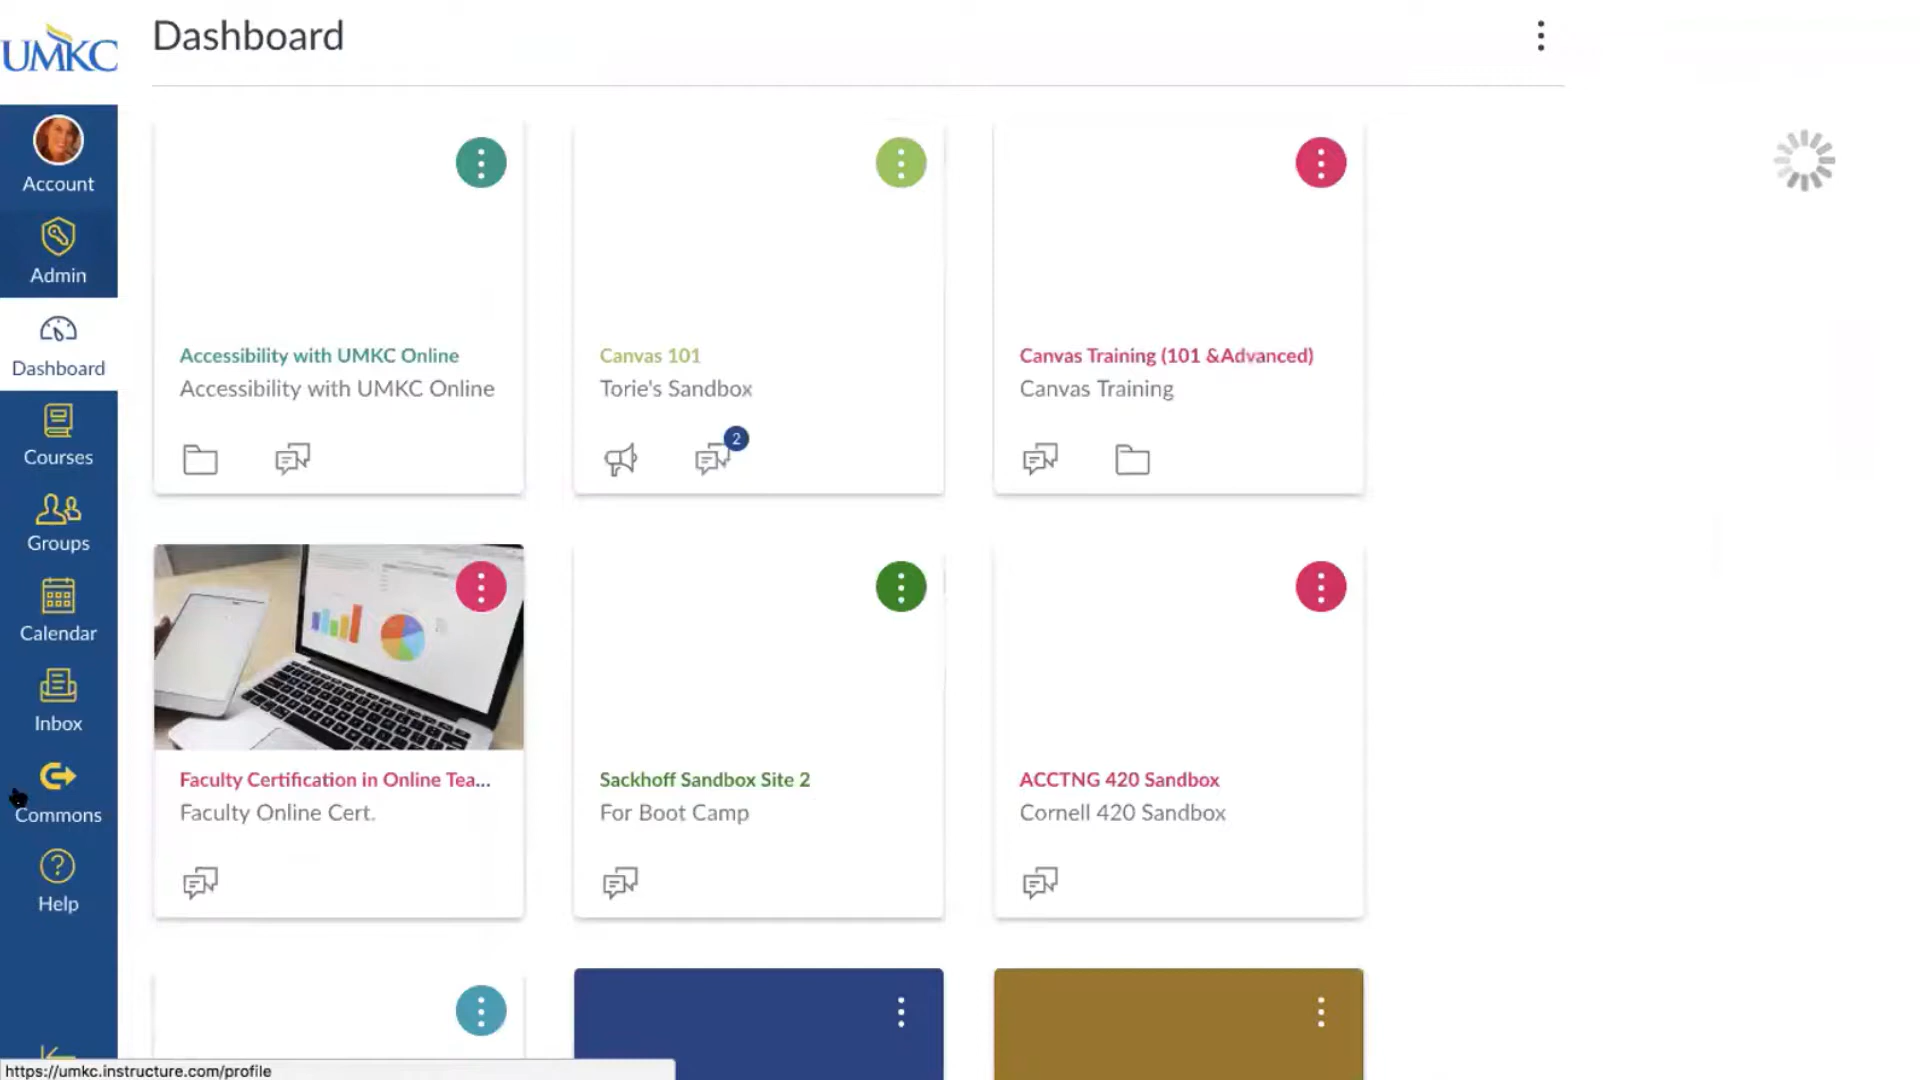 UMKC
Dashboard
Account
Admin
Dashboard
Courses
Groups
Calendar
Inbox
Commons
Help
Accessibility with UMKC Online
Accessibility with UMKC Online
Canvas 101
Torie's Sandbox
2
Canvas Training (101 &Advanced)
Canvas Training
Faculty Certification in Online Tea...
Faculty Online Cert.
Sackhoff Sandbox Site 2
For Boot Camp
ACCTNG 420 Sandbox
Cornell 420 Sandbox
https://umkc.instructure.com/profile